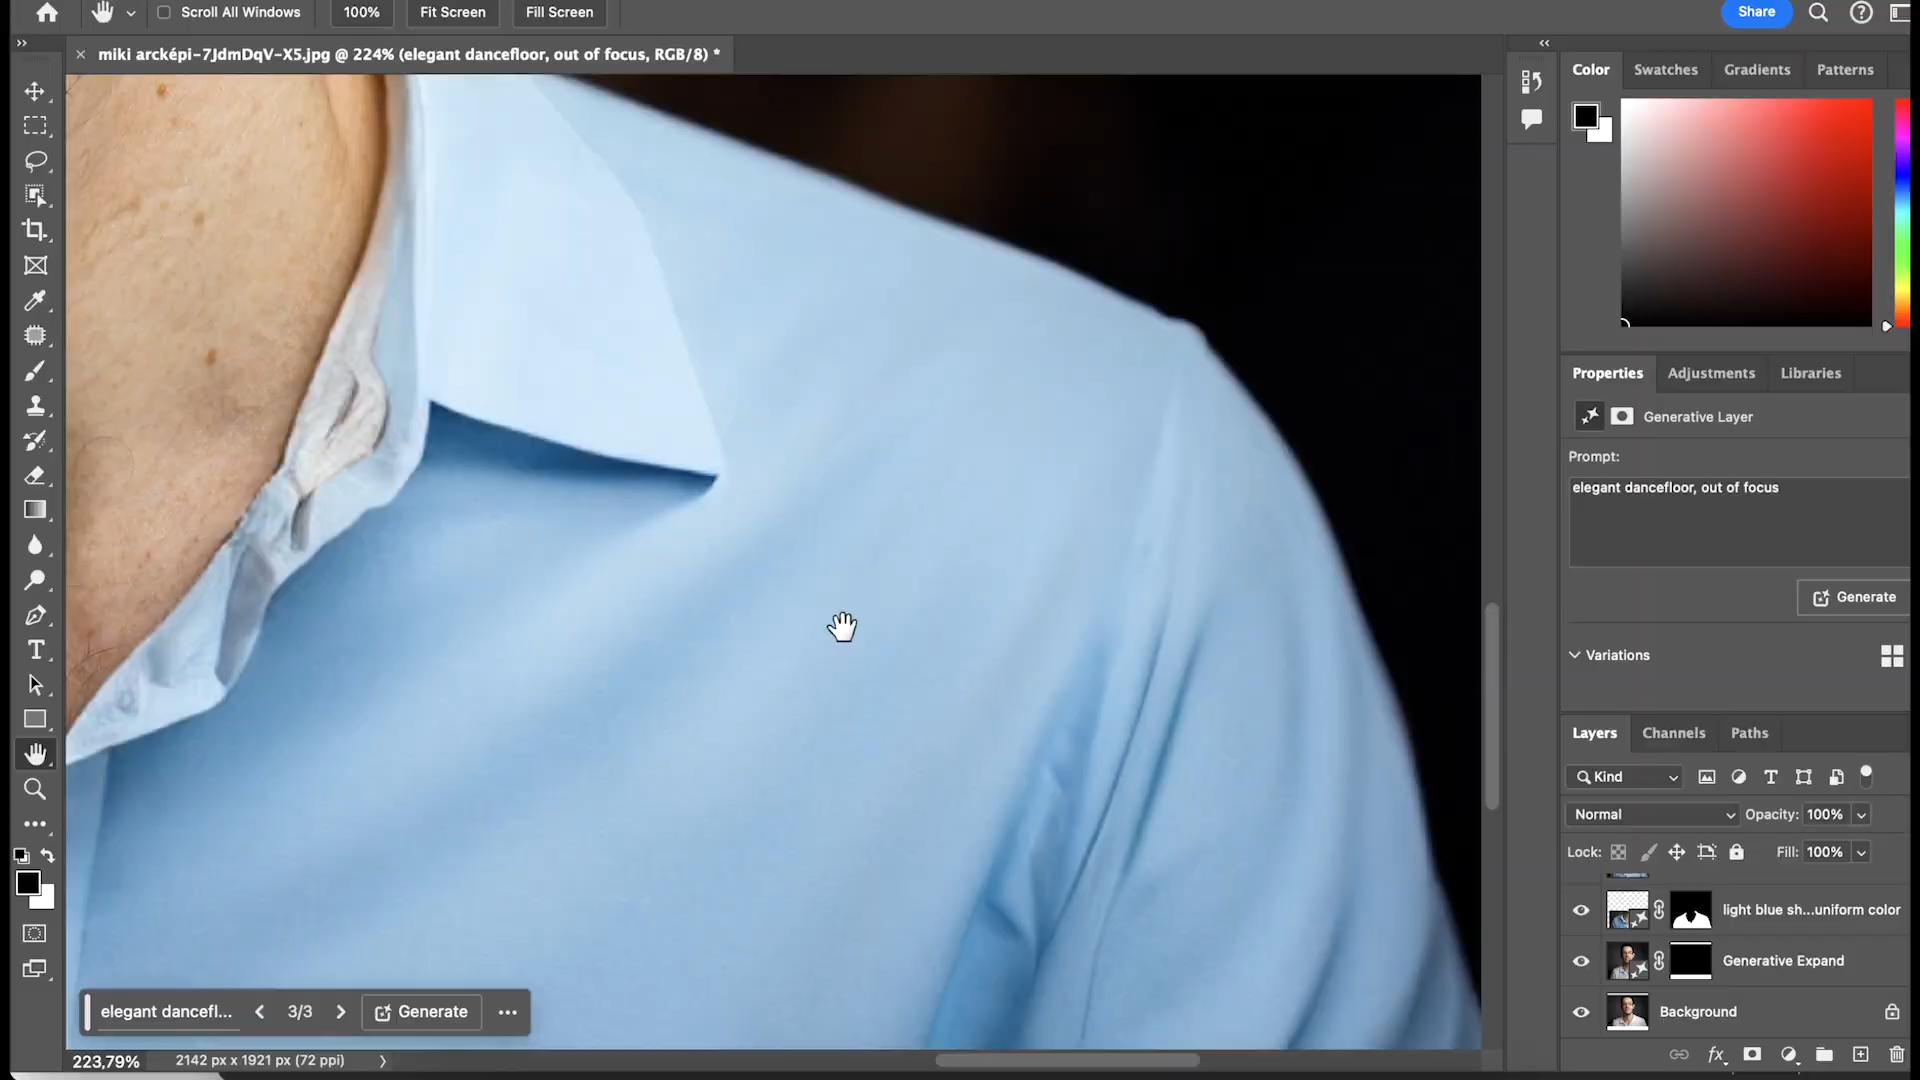 Scroll All Windows
100%
Fit Screen
Fill Screen
Share
miki arcképi-7JdmDqV-X5.jpg @ 224% (elegant dancefloor, out of focus, RGB/8) *
Color
Swatches
Gradients
Patterns
Properties
Adjustments
Libraries
Generative Layer
Prompt:
elegant dancefloor, out of focus
Generate
Variations
Layers
Channels
Paths
Kind
Normal
Opacity: 100%
Lock:
Fill: 100%
light blue sh...uniform color
Generative Expand
Background
elegant dancefl...
3/3
Generate
223,79%
2142 px x 1921 px (72 ppi)